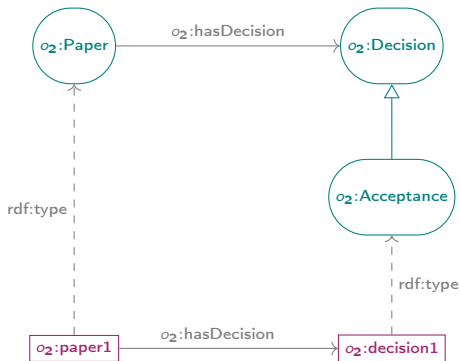 o₂:hasDecision
o₂:Paper
o₂:Decision
o₂:Acceptance
rdf:type
rdf:type
o₂:hasDecision
o₂:paper1
o₂:decision1